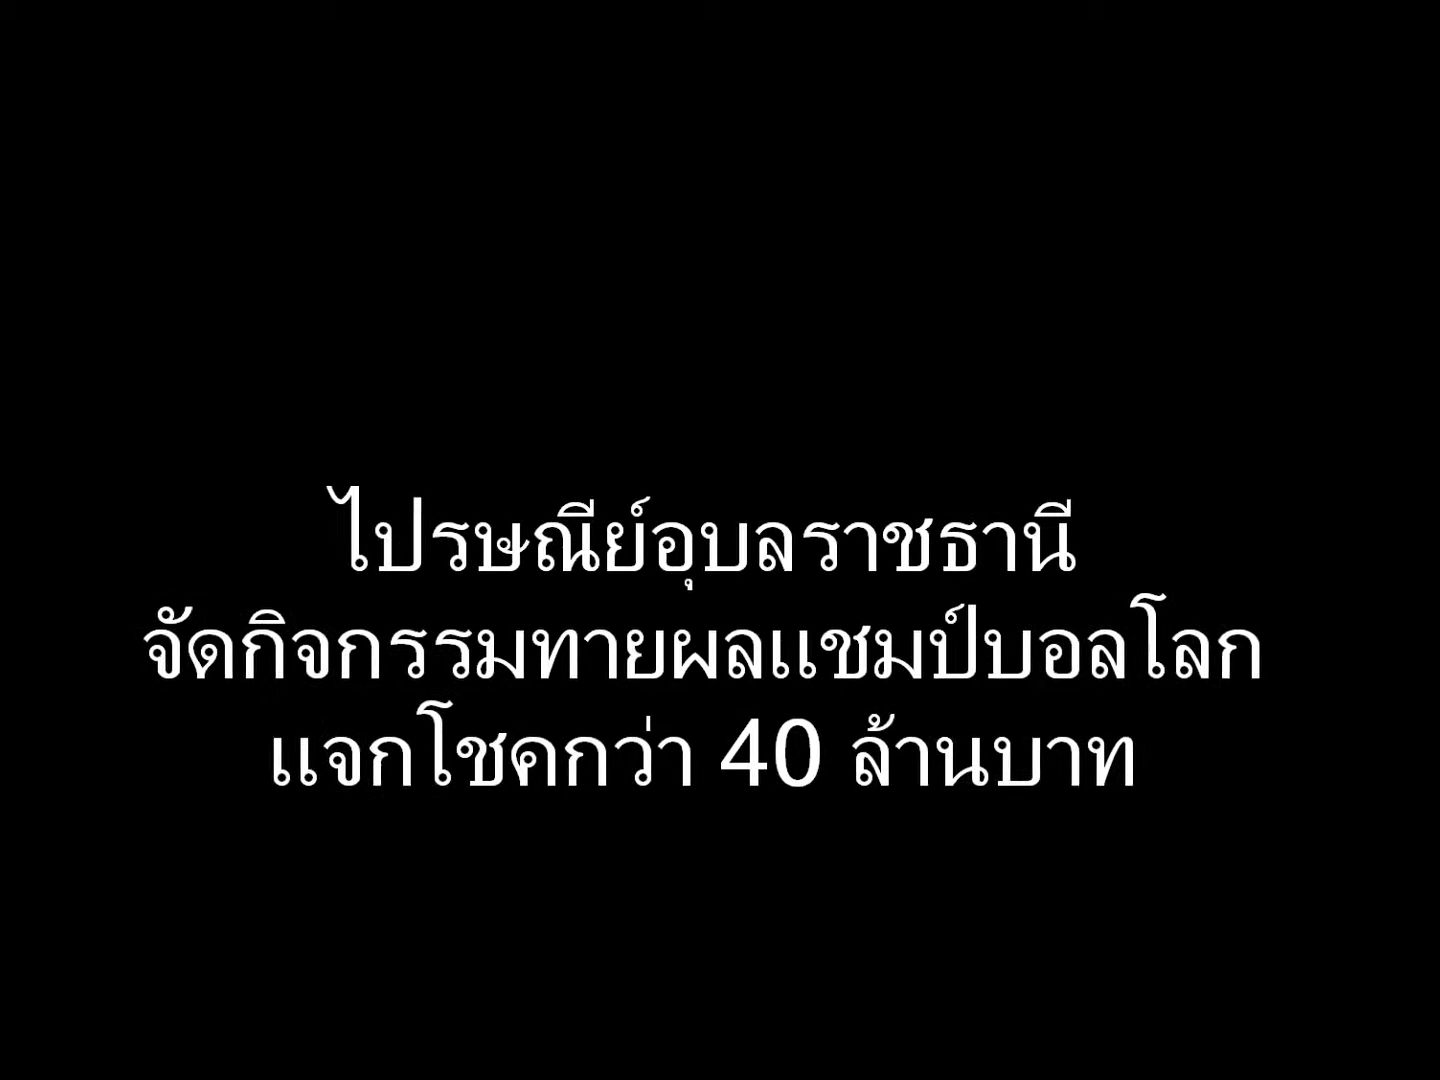 ไปรษณีย์อุบลราชธานี
จัดกิจกรรมทายผลแชมป์บอลโลก
แจกโชคกว่า 40 ล้านบาท